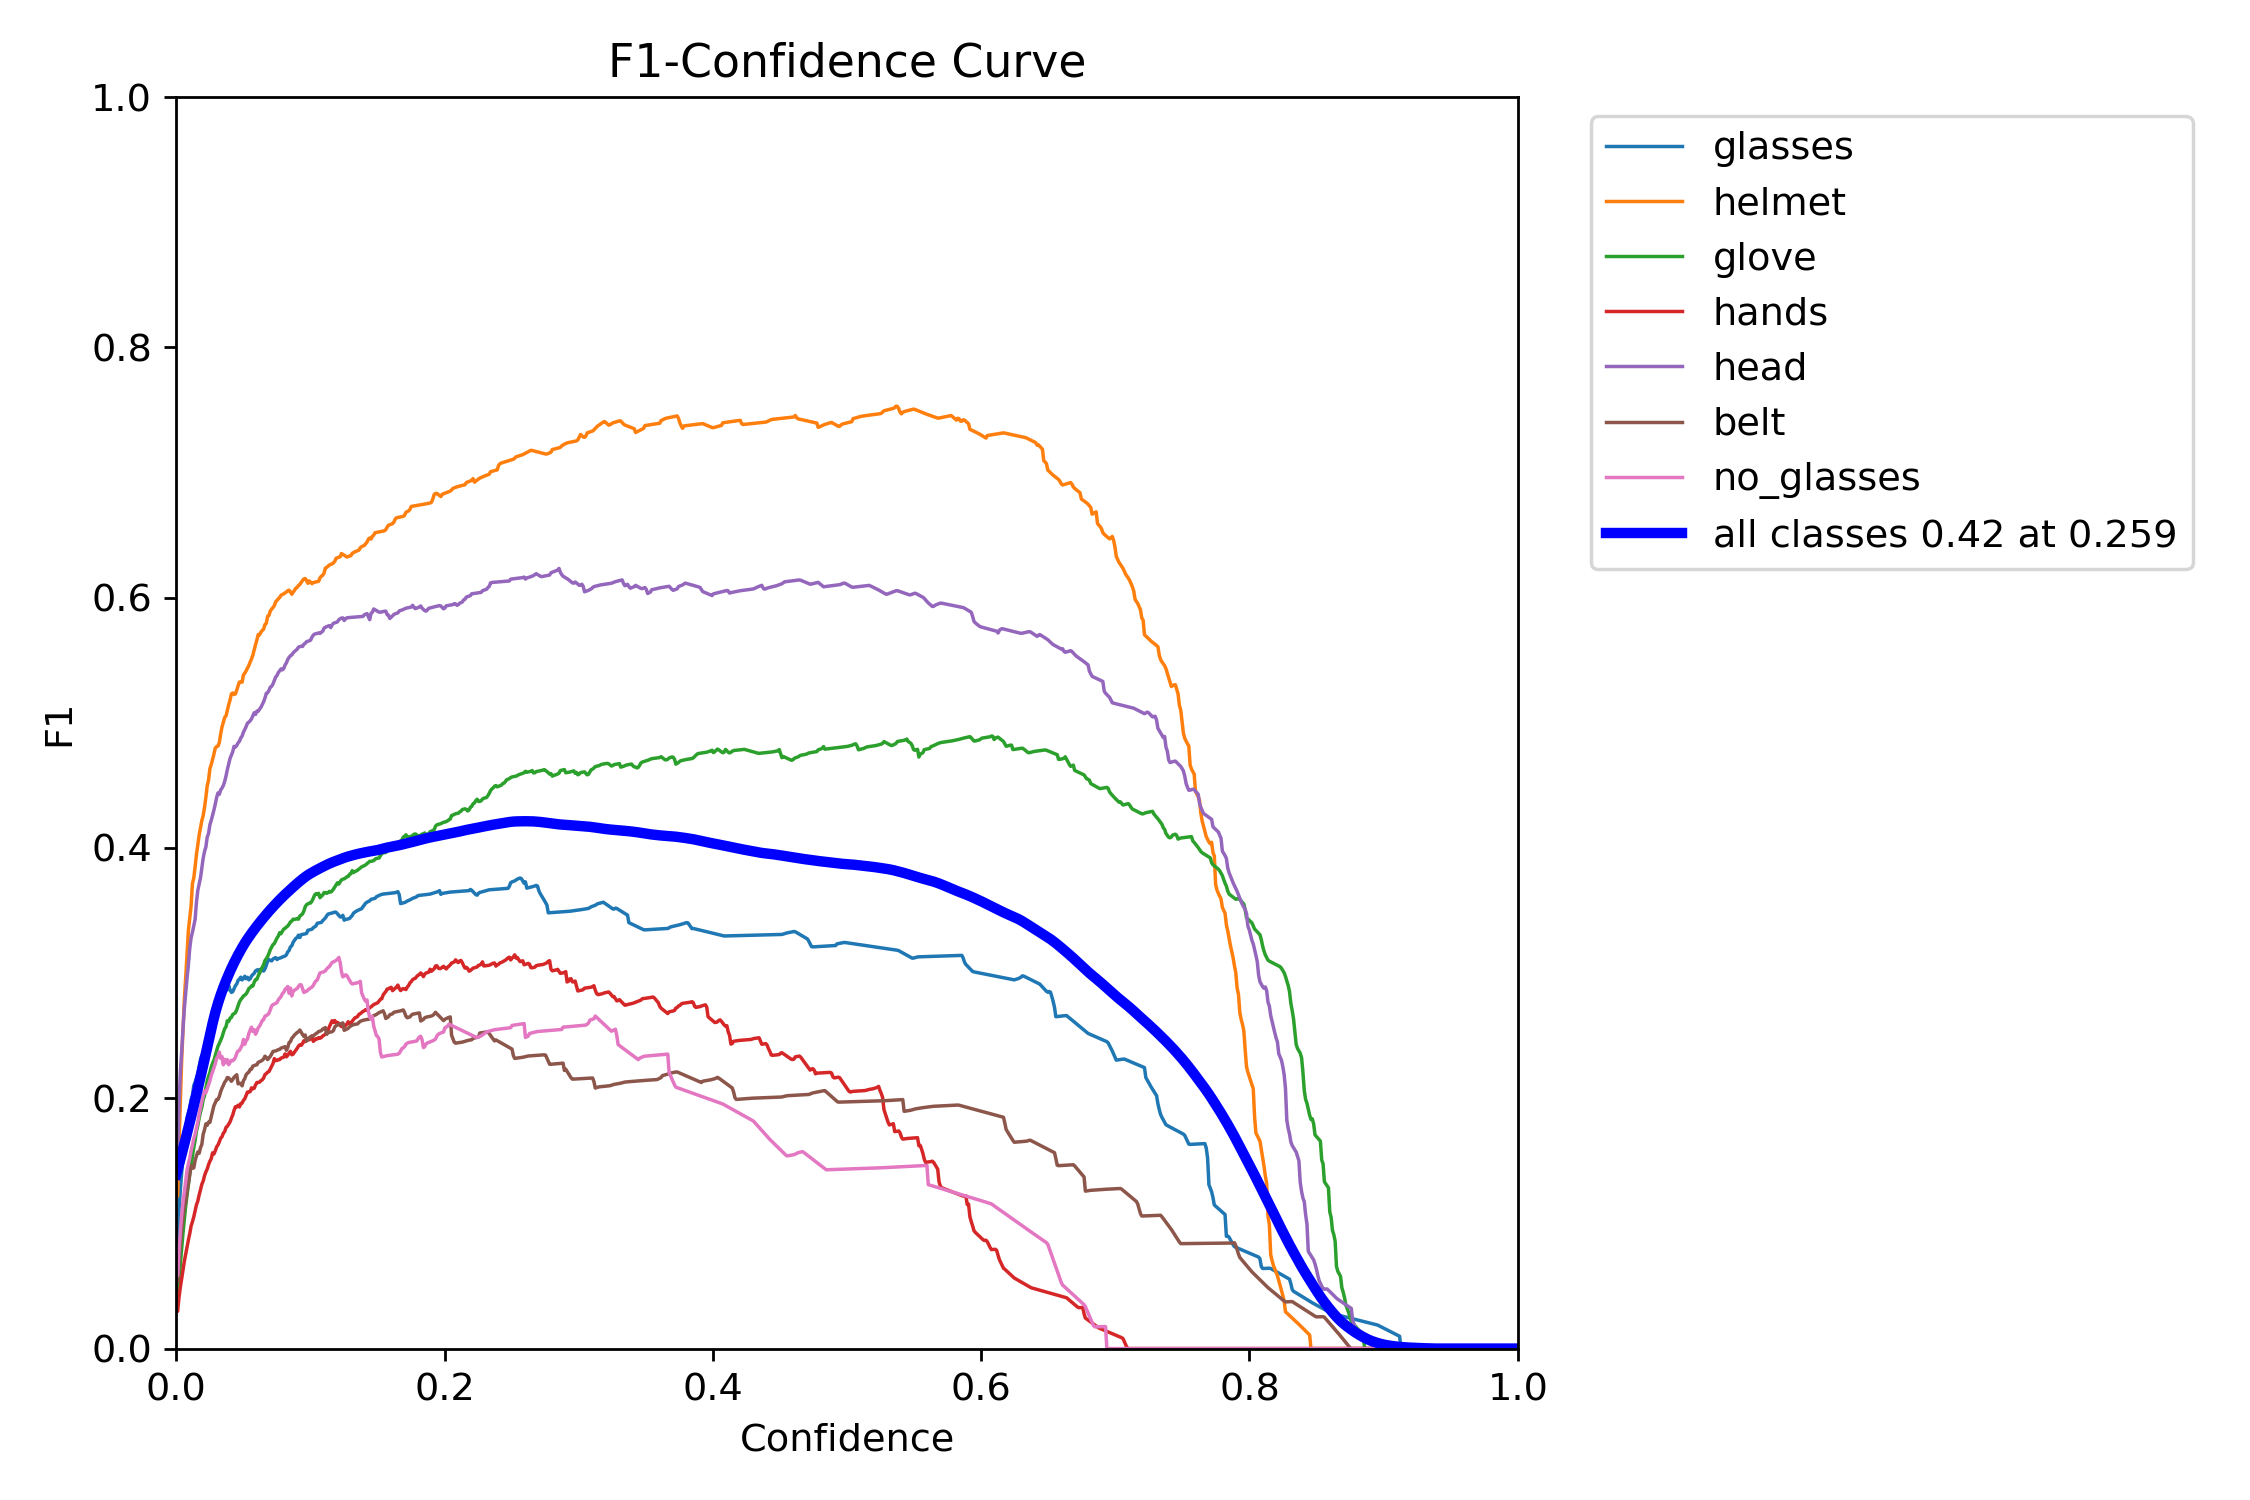 F1-Confidence Curve
1.0
0.8
0.6
0.4
0.2
0.0
F1
0.0 0.2 0.4 0.6 0.8 1.0
Confidence
glasses
helmet
glove
hands
head
belt
no_glasses
all classes 0.42 at 0.259